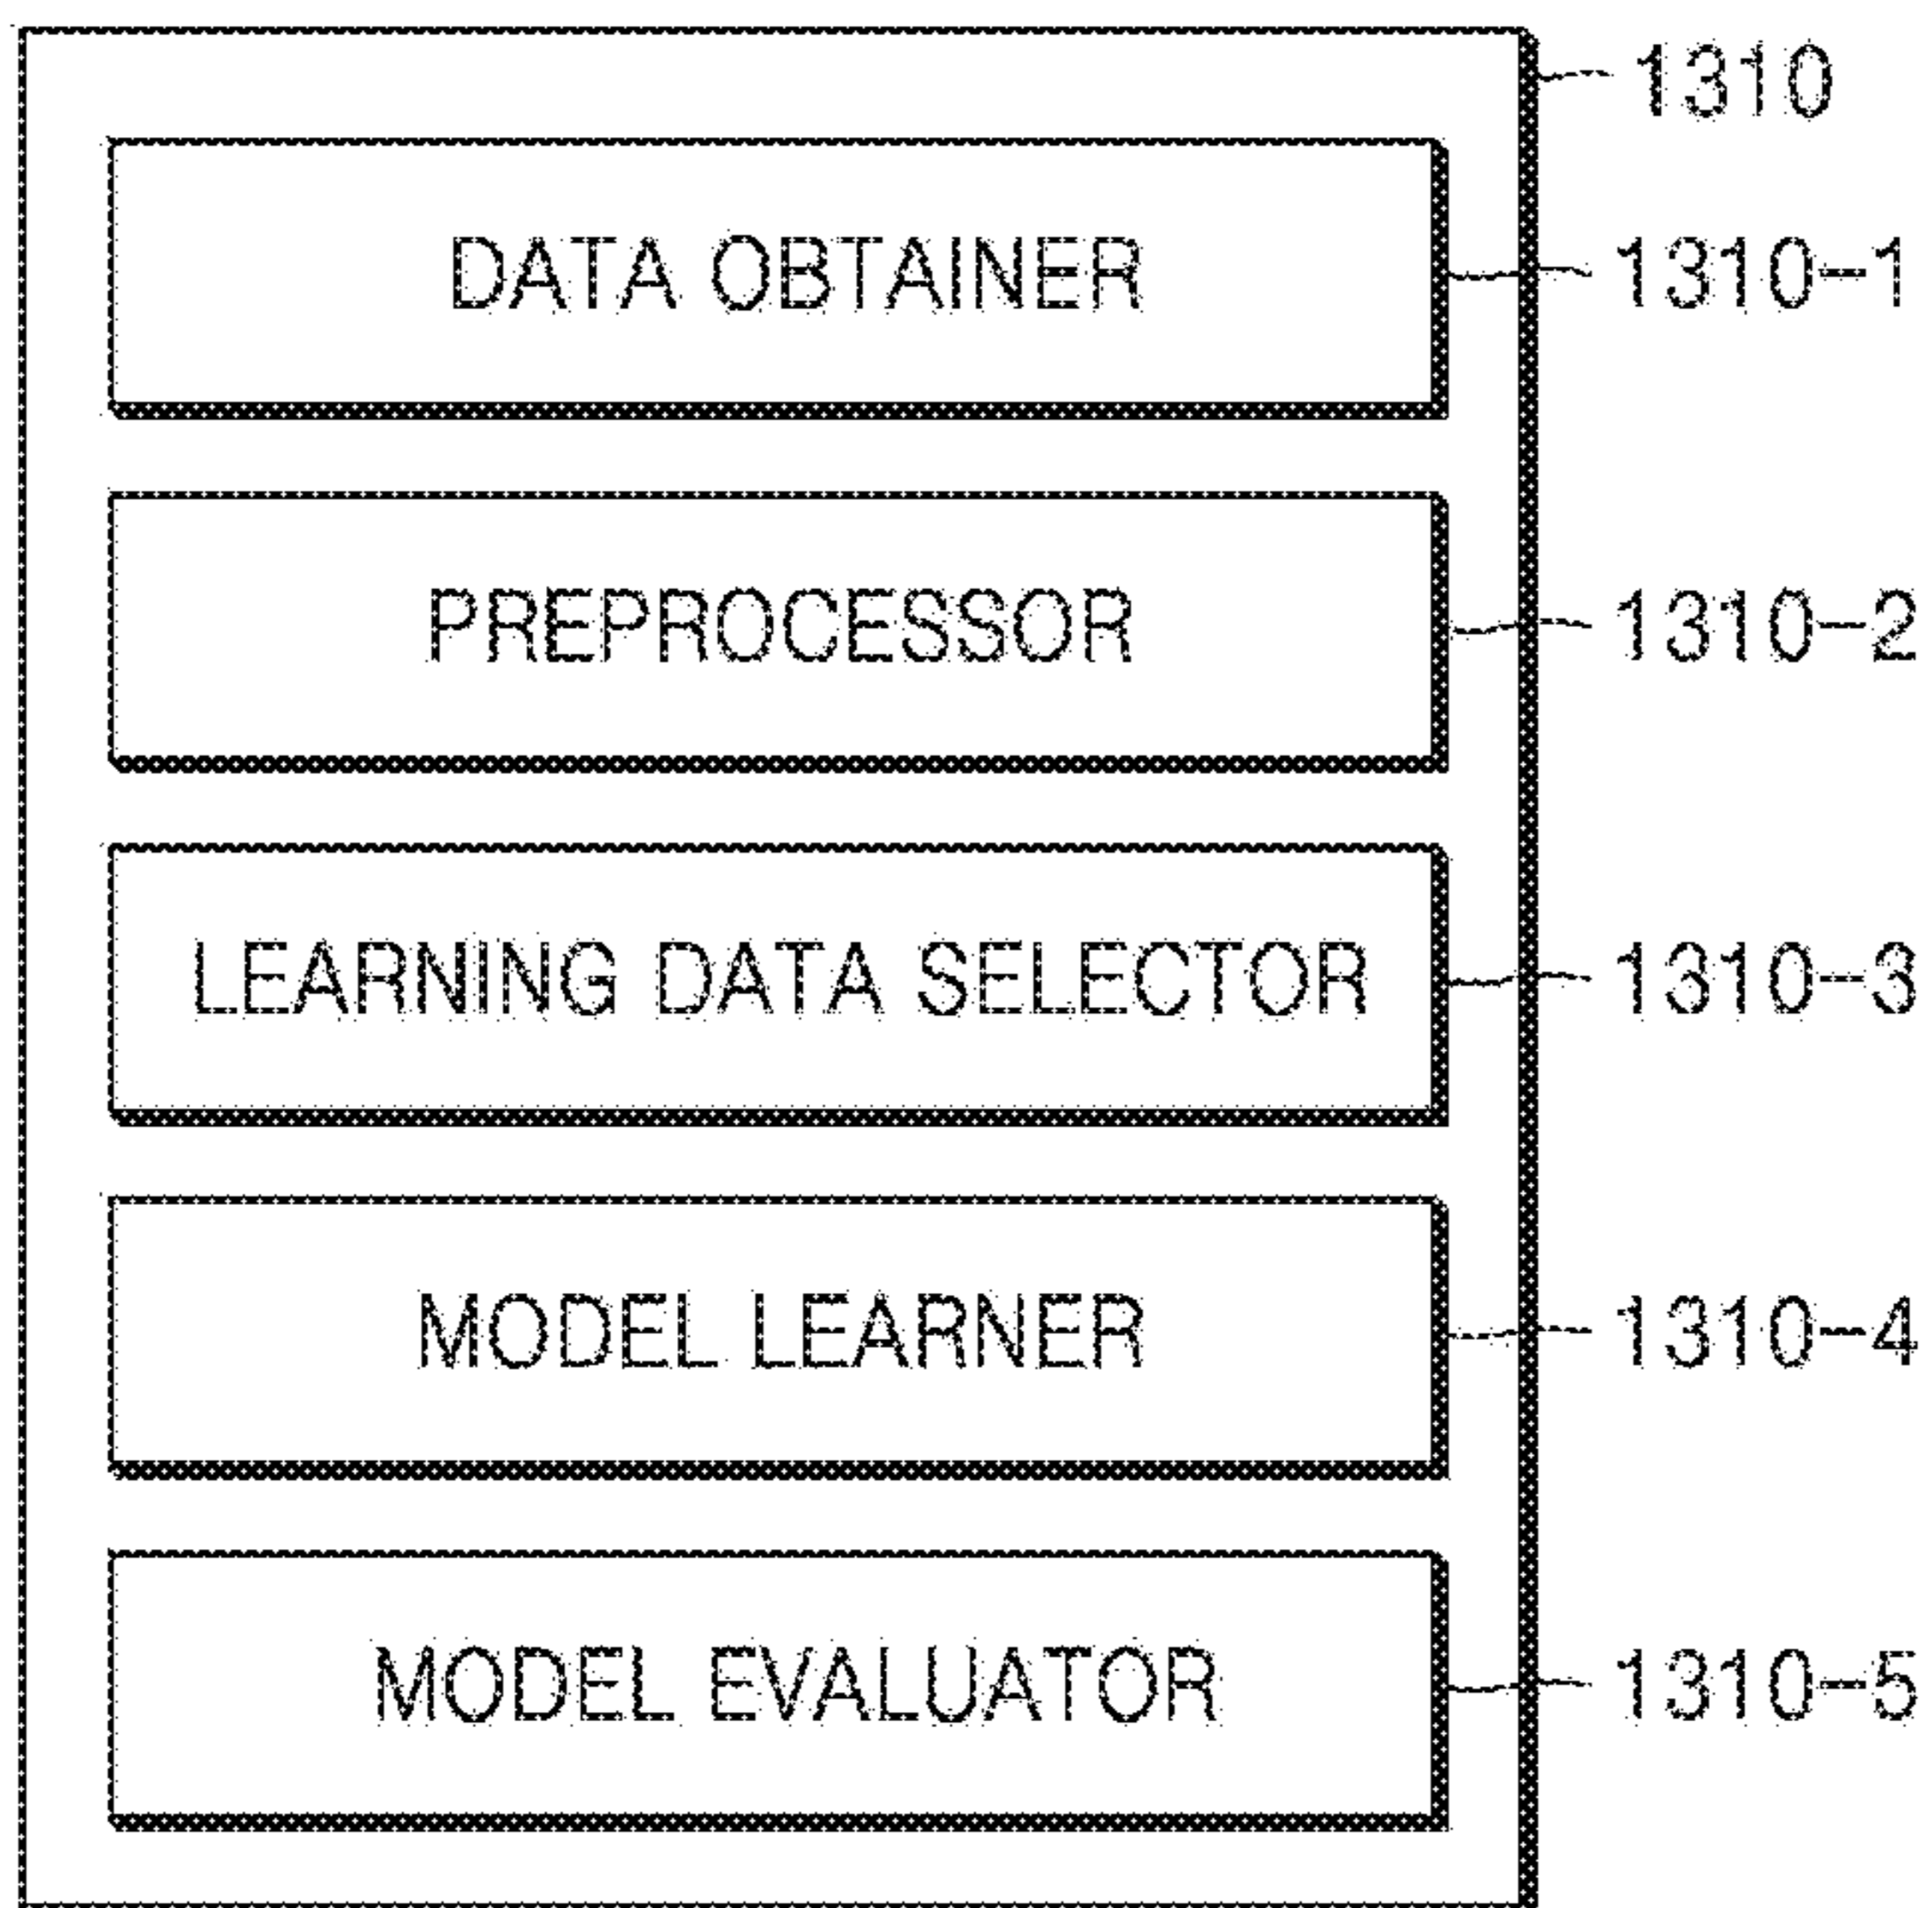 1310
DATA OBTAINER 1310-1
PREPROCESSOR 1310-2
LEARNING DATA SELECTOR 1310-3
MODEL LEARNER 1310-4
MODEL EVALUATOR 1310-5